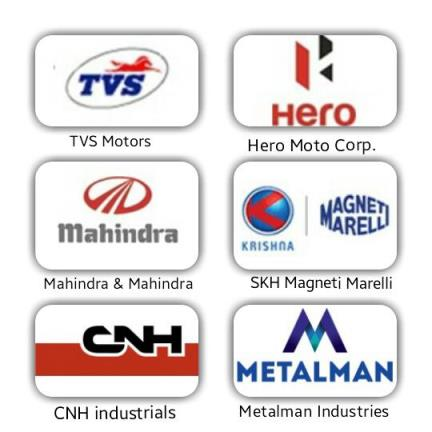 TVS
Hero
TVS Motors
Hero Moto Corp.
Mahindra
KRISHNA
MAGNETI
MARELLI
Mahindra & Mahindra
SKH Magneti Marelli
CNH
METALMAN
CNH industrials
Metalman Industries